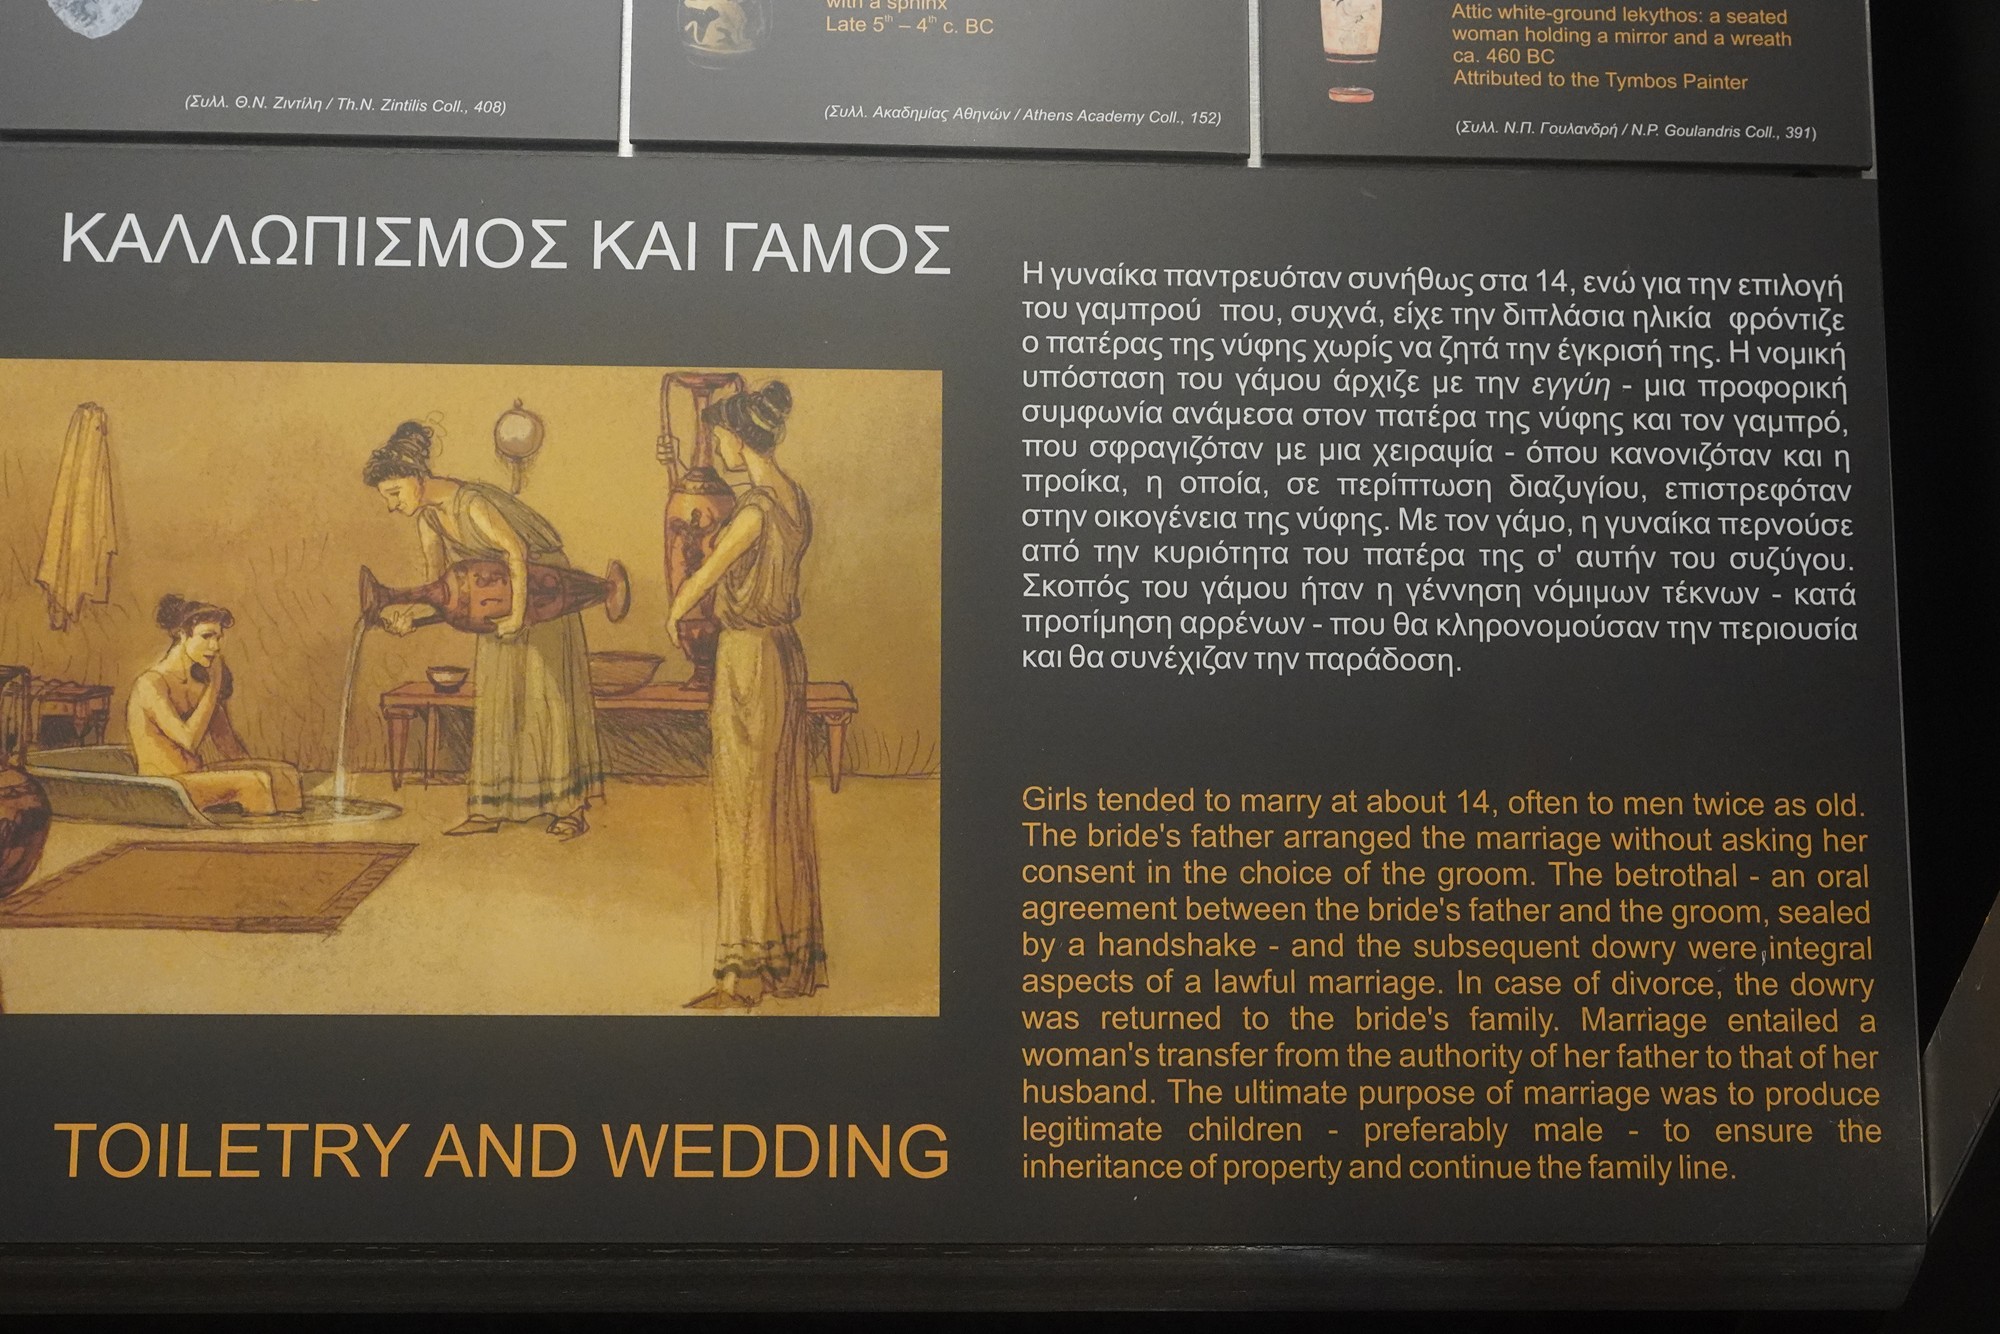 with a sphinx
Late 5th – 4th c. BC
Attic white-ground lekythos: a seated
woman holding a mirror and a wreath
ca. 460 BC
Attributed to the Tymbos Painter
(Συλλ. Θ.Ν. Ζιντίλη / Th.N. Zintilis Coll., 408)
(Συλλ. Ακαδημίας Αθηνών / Athens Academy Coll., 152)
(Συλλ. Ν.Π. Γουλανδρή / N.P. Goulandris Coll., 391)
ΚΑΛΛΩΠΙΣΜΟΣ ΚΑΙ ΓΑΜΟΣ
Η γυναίκα παντρευόταν συνήθως στα 14, ενώ για την επιλογή
του γαμπρού που, συχνά, είχε την διπλάσια ηλικία φρόντιζε
ο πατέρας της νύφης χωρίς να ζητά την έγκρισή της. Η νομική
υπόσταση του γάμου άρχιζε με την εγγύη - μια προφορική
συμφωνία ανάμεσα στον πατέρα της νύφης και τον γαμπρό,
που σφραγιζόταν με μια χειραψία - όπου κανονιζόταν και η
προίκα, η οποία, σε περίπτωση διαζυγίου, επιστρεφόταν
στην οικογένεια της νύφης. Με τον γάμο, η γυναίκα περνούσε
από την κυριότητα του πατέρα της σ' αυτήν του συζύγου.
Σκοπός του γάμου ήταν η γέννηση νόμιμων τέκνων - κατά
προτίμηση αρρένων - που θα κληρονομούσαν την περιουσία
και θα συνέχιζαν την παράδοση.
Girls tended to marry at about 14, often to men twice as old.
The bride's father arranged the marriage without asking her
consent in the choice of the groom. The betrothal - an oral
agreement between the bride's father and the groom, sealed
by a handshake - and the subsequent dowry were integral
aspects of a lawful marriage. In case of divorce, the dowry
was returned to the bride's family. Marriage entailed a
woman's transfer from the authority of her father to that of her
husband. The ultimate purpose of marriage was to produce
legitimate children - preferably male - to ensure the
inheritance of property and continue the family line.
TOILETRY AND WEDDING